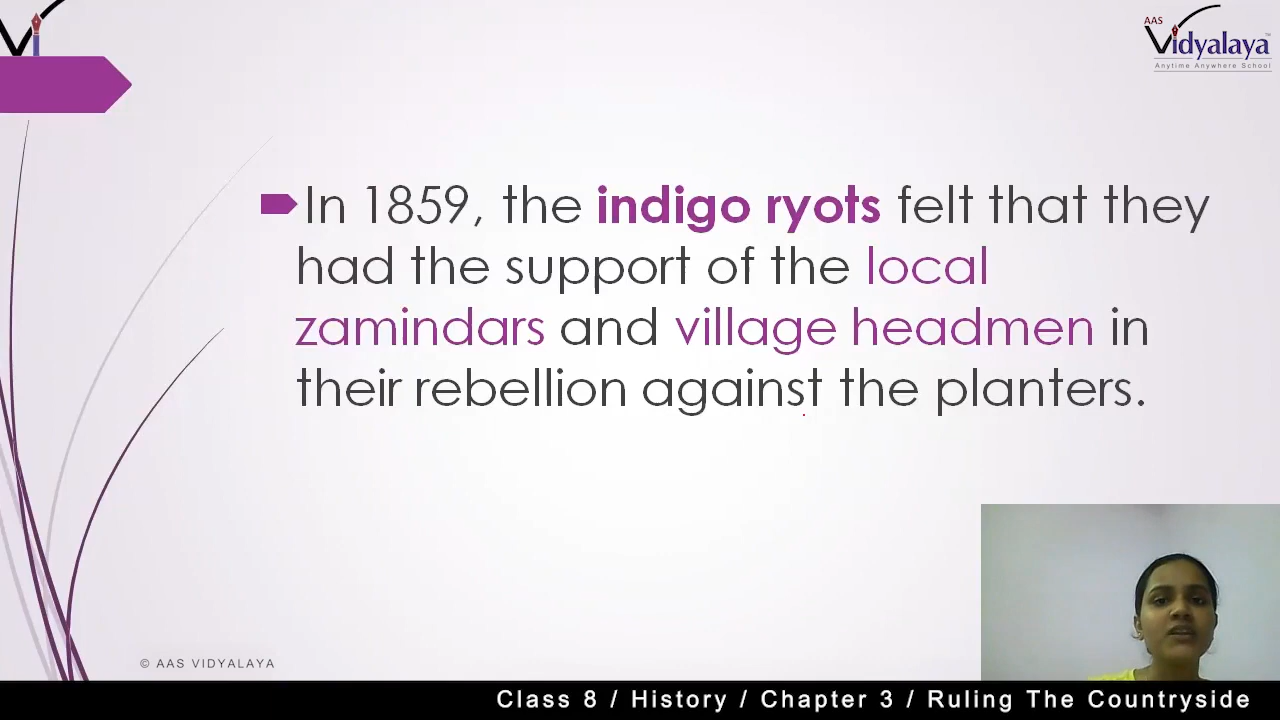 AAS
Vidyalaya
Anytime Anywhere School
In 1859, the indigo ryots felt that they
had the support of the local
zamindars and village headmen in
their rebellion against the planters.
© AAS VIDYALAYA
Class 8 / History / Chapter 3 / Ruling The Countryside